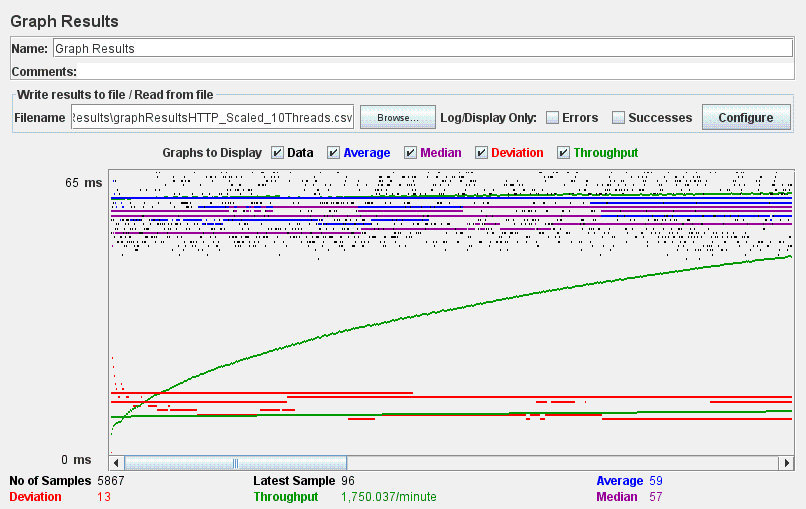 Graph Results
Name: Graph Results
Comments:
Write results to file / Read from file
Filename Results\graphResultsHTTP_Scaled_10Threads.csv Browse... Log/Display Only: Errors Successes Configure
Graphs to Display Data Average Median Deviation Throughput
65 ms
0 ms
No of Samples 5867 Latest Sample 96 Average 59
Deviation 13 Throughput 1,750.037/minute Median 57